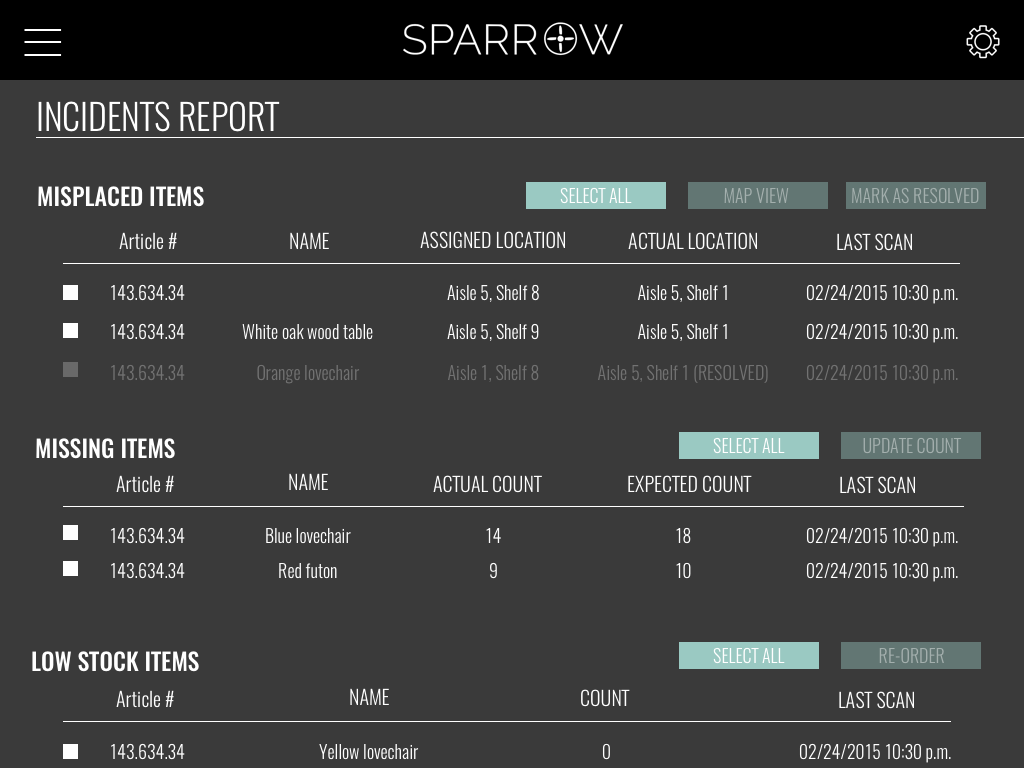 SPARROW
INCIDENTS REPORT
MISPLACED ITEMS SELECT ALL MAP VIEW MARK AS RESOLVED
Article # NAME ASSIGNED LOCATION ACTUAL LOCATION LAST SCAN
143.634.34 Aisle 5, Shelf 8 Aisle 5, Shelf 1 02/24/2015 10:30 p.m.
143.634.34 White oak wood table Aisle 5, Shelf 9 Aisle 5, Shelf 1 02/24/2015 10:30 p.m.
143.634.34 Orange lovechair Aisle 1, Shelf 8 Aisle 5, Shelf 1 (RESOLVED) 02/24/2015 10:30 p.m.
MISSING ITEMS SELECT ALL UPDATE COUNT
Article # NAME ACTUAL COUNT EXPECTED COUNT LAST SCAN
143.634.34 Blue lovechair 14 18 02/24/2015 10:30 p.m.
143.634.34 Red futon 9 10 02/24/2015 10:30 p.m.
LOW STOCK ITEMS SELECT ALL RE-ORDER
Article # NAME COUNT LAST SCAN
143.634.34 Yellow lovechair 0 02/24/2015 10:30 p.m.